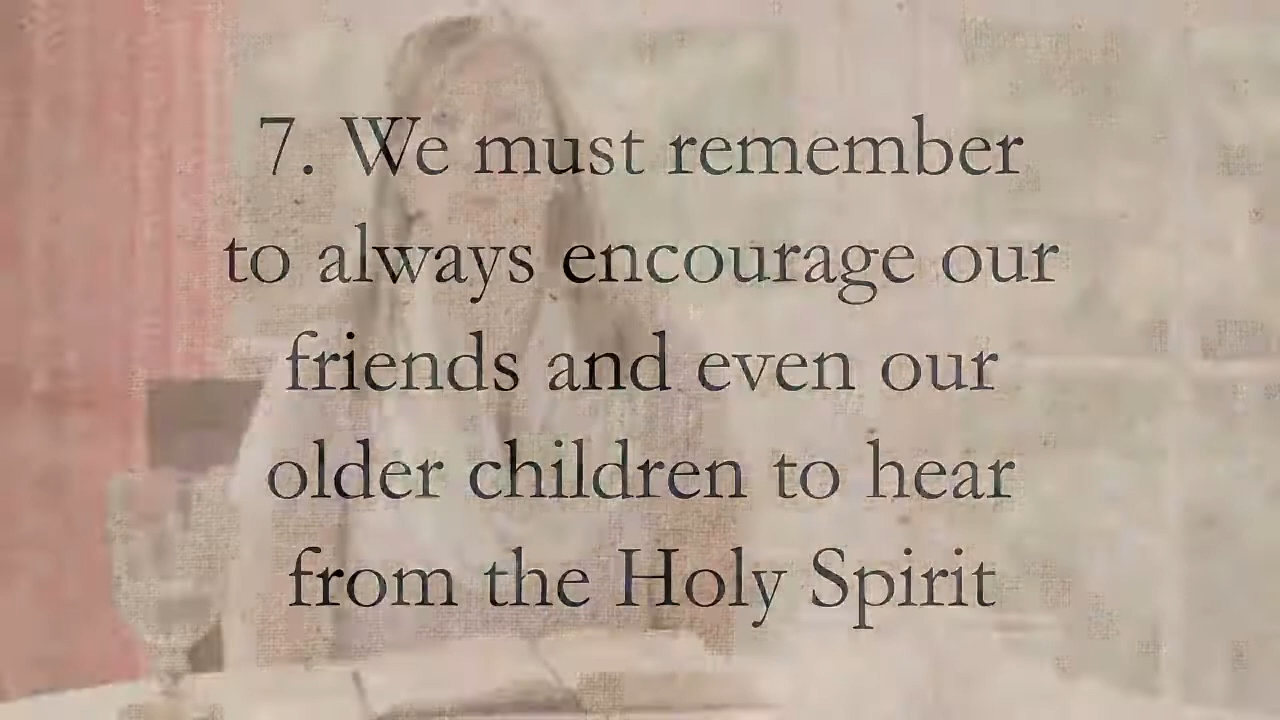 7. We must remember
to always encourage our
friends and even our
older children to hear
from the Holy Spirit